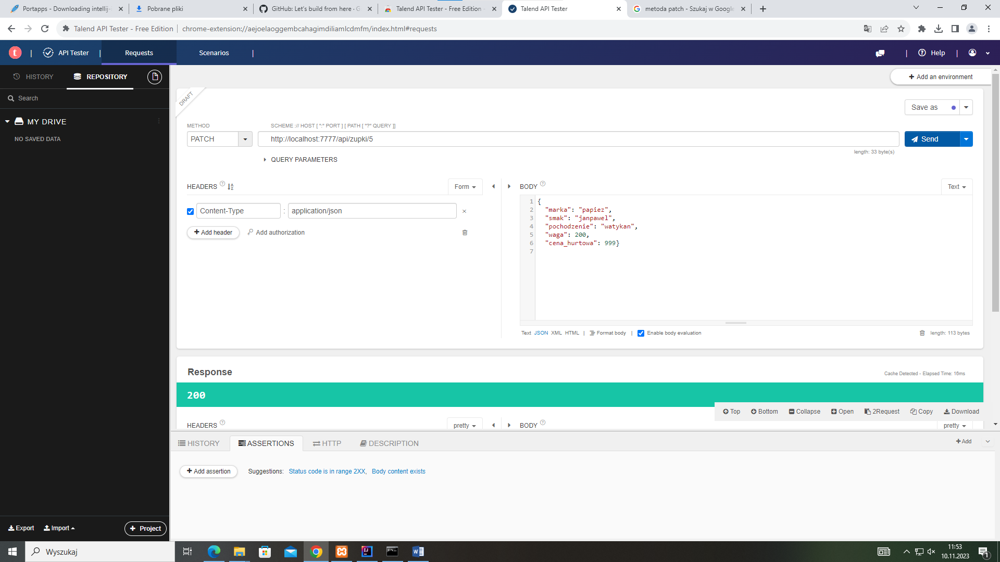 Portapps - Downloading intellij-
Pobrane pliki
GitHub: Let's build from here · G
Talend API Tester - Free Edition -
Talend API Tester
metoda patch - Szukaj w Google
Talend API Tester - Free Edition
chrome-extension://aejoelaoggembcahagimdiliamlcdmfm/index.html#requests
t | API Tester | Requests Scenarios |
| Help |
HISTORY REPOSITORY
Add an environment
Search
DRAFT
Save as
MY DRIVE
NO SAVED DATA
METHOD
SCHEME :// HOST [ ":" PORT ] [ PATH [ "?" QUERY ]]
PATCH
http://localhost:7777/api/zupki/5
Send
length: 33 byte(s)
QUERY PARAMETERS
HEADERS
Form
BODY
Text
Content-Type : application/json
Add header
Add authorization
1 {
2 "marka": "papiez",
3 "smak": "janpawel",
4 "pochodzenie": "watykan",
5 "waga": 200,
6 "cena_hurtowa": 999}
7
Text JSON XML HTML | Format body | Enable body evaluation
length: 113 bytes
Response
Cache Detected - Elapsed Time: 16ms
200
Top Bottom Collapse Open 2Request Copy Download
HEADERS
pretty
BODY
pretty
HISTORY ASSERTIONS HTTP DESCRIPTION
Add
Add assertion
Suggestions: Status code is in range 2XX, Body content exists
Export Import + Project
Wyszukaj
11:53
10.11.2023
1